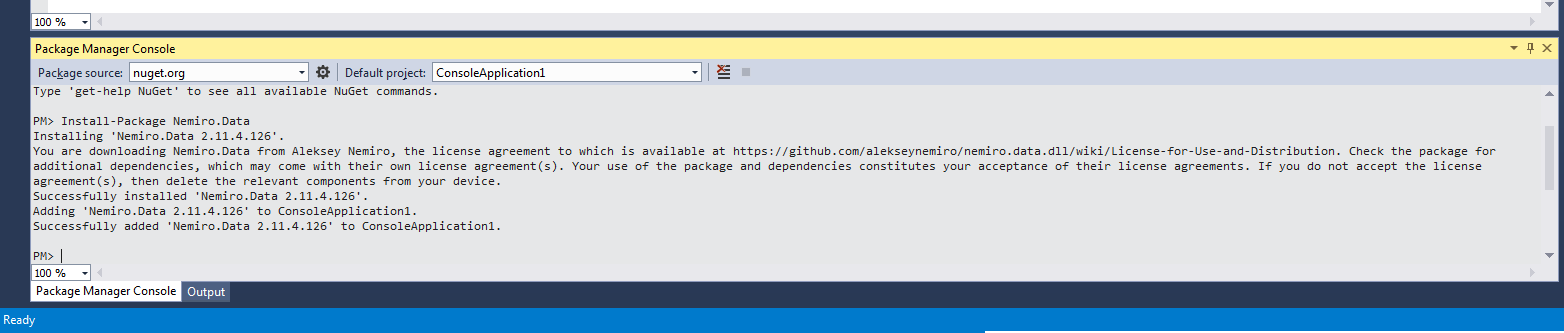 100 %
Package Manager Console
Package source: nuget.org Default project: ConsoleApplication1
Type 'get-help NuGet' to see all available NuGet commands.
PM> Install-Package Nemiro.Data
Installing 'Nemiro.Data 2.11.4.126'.
You are downloading Nemiro.Data from Aleksey Nemiro, the license agreement to which is available at https://github.com/alekseynemiro/nemiro.data.dll/wiki/License-for-Use-and-Distribution. Check the package for
additional dependencies, which may come with their own license agreement(s). Your use of the package and dependencies constitutes your acceptance of their license agreements. If you do not accept the license
agreement(s), then delete the relevant components from your device.
Successfully installed 'Nemiro.Data 2.11.4.126'.
Adding 'Nemiro.Data 2.11.4.126' to ConsoleApplication1.
Successfully added 'Nemiro.Data 2.11.4.126' to ConsoleApplication1.
PM>
100 %
Package Manager Console Output
Ready